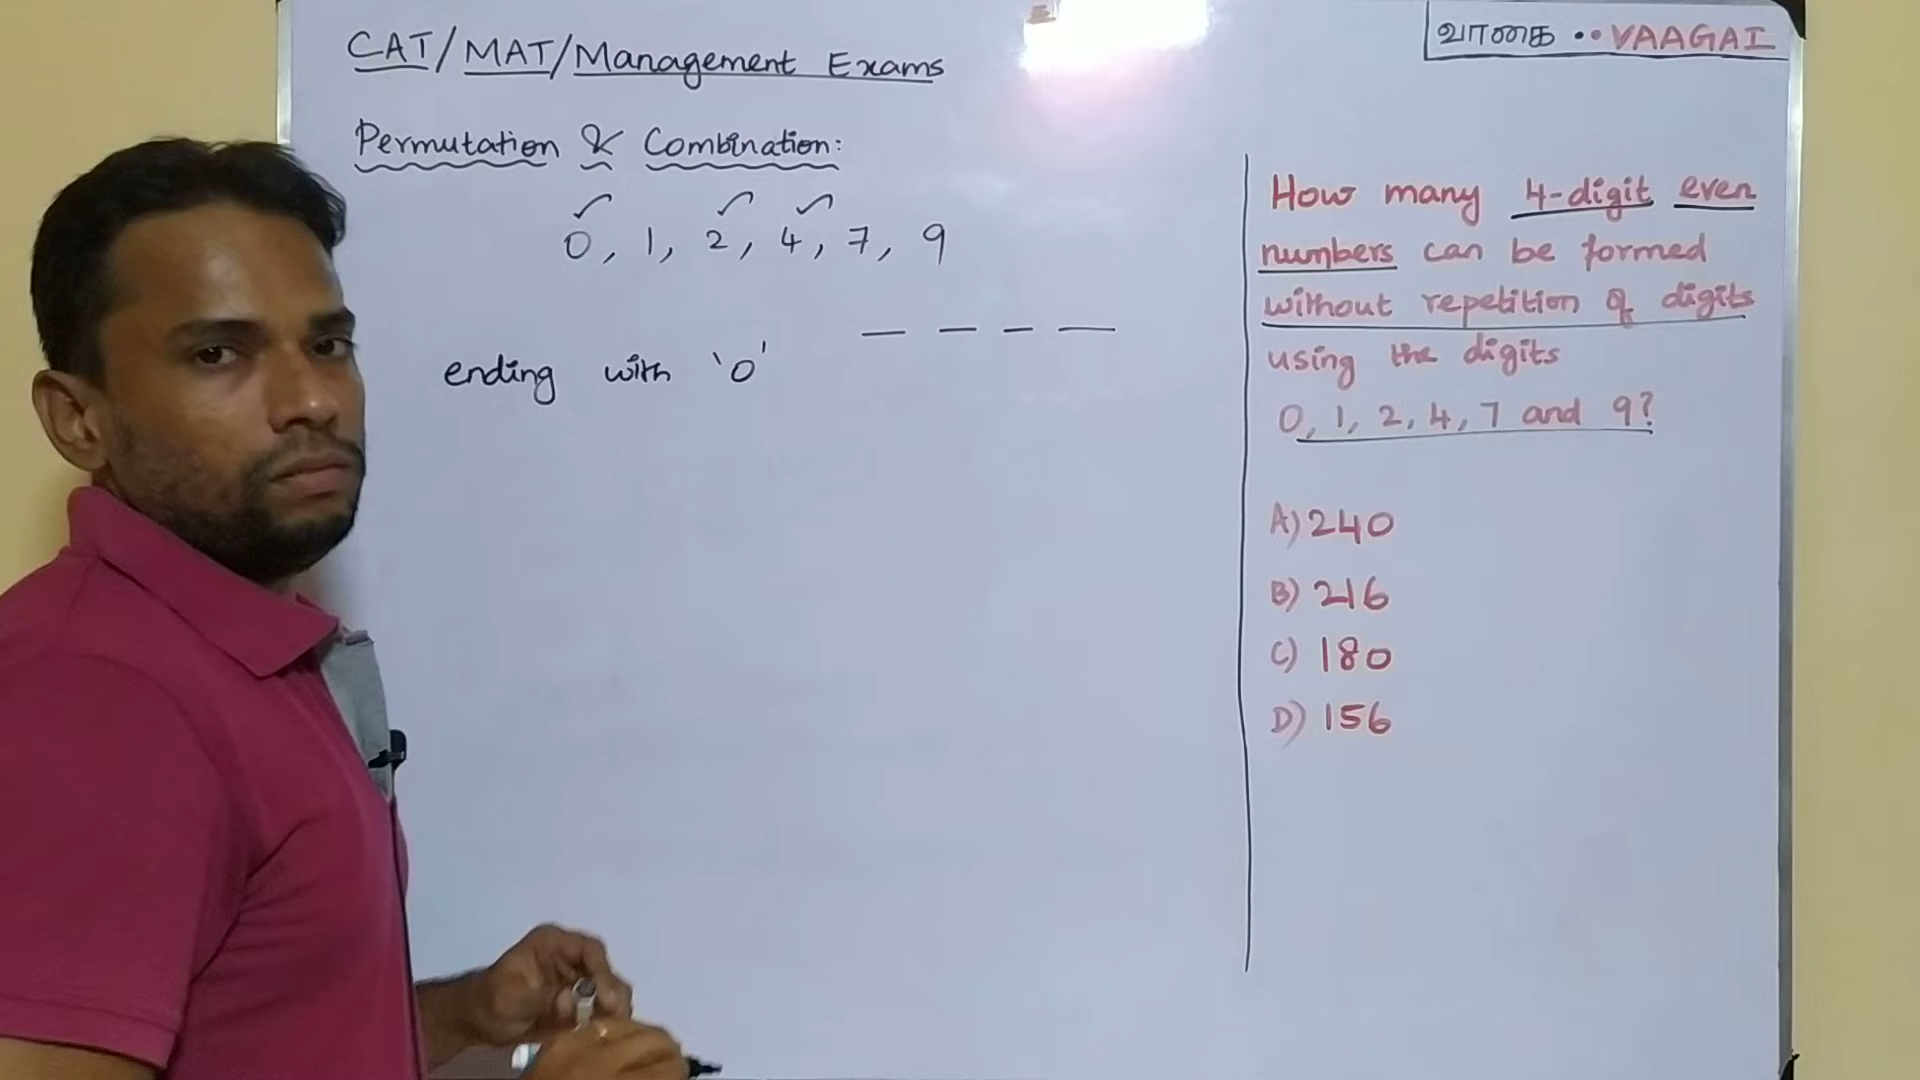 CAT/MAT/Management Exams
வாகை ••VAAGAI
Permutation & Combination:
0, 1, 2, 4, 7, 9
ending with '0'
How many 4-digit even
numbers can be formed
without repetition of digits
using the digits
0, 1, 2, 4, 7 and 9?
A) 240
B) 216
C) 180
D) 156